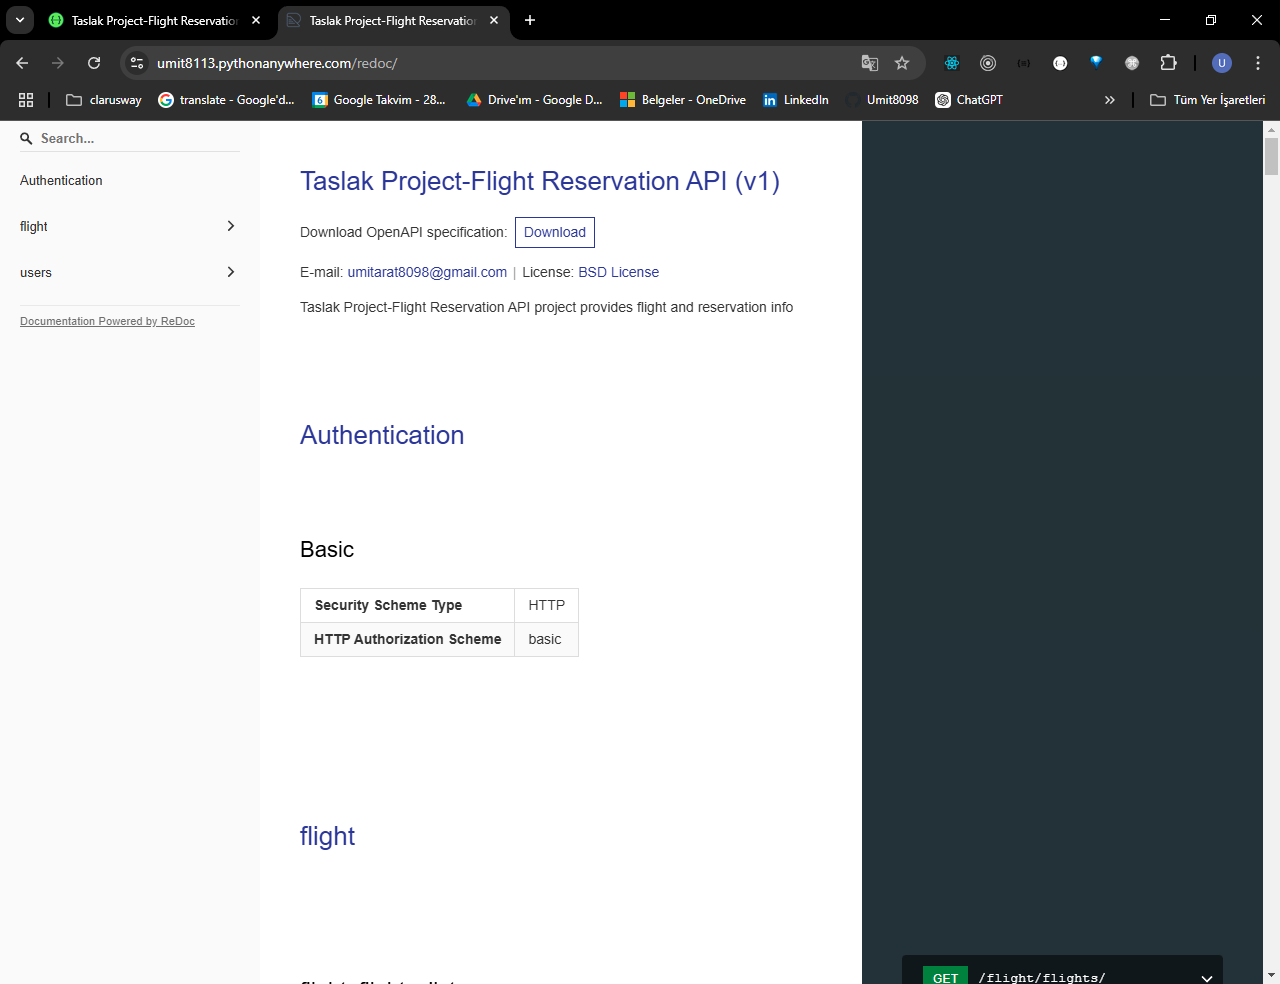 Taslak Project-Flight Reservatio
Taslak Project-Flight Reservatio
umit8113.pythonanywhere.com/redoc/
U
clarusway
translate - Google'd...
6
Google Takvim - 28...
Drive'ım - Google D...
Belgeler - OneDrive
in
LinkedIn
Umit8098
ChatGPT
»
Tüm Yer İşaretleri
Search...
Authentication
flight
users
Documentation Powered by ReDoc
Taslak Project-Flight Reservation API (v1)
Download OpenAPI specification: Download
E-mail: umitarat8098@gmail.com | License: BSD License
Taslak Project-Flight Reservation API project provides flight and reservation info
Authentication
Basic
Security Scheme Type HTTP
HTTP Authorization Scheme basic
flight
GET /flight/flights/